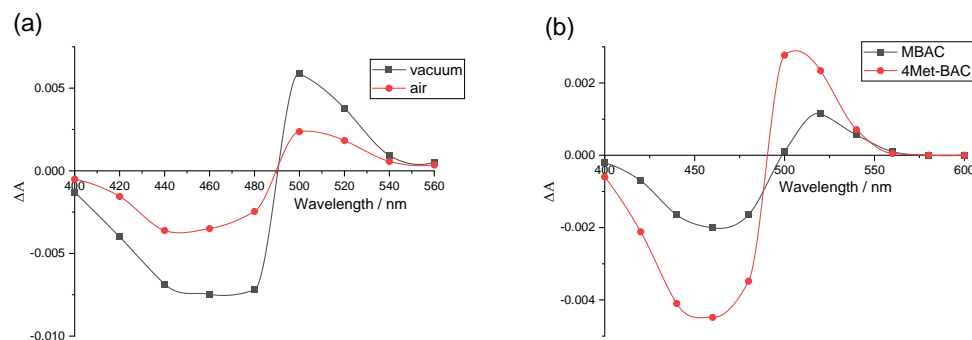 (a)
0.005
0.000
-0.005
-0.010
ΔA
400
420
440
460
480
500
520
540
560
Wavelength / nm
vacuum
air
(b)
0.002
0.000
-0.002
-0.004
ΔA
400
450
500
550
600
Wavelength / nm
MBAC
4Met-BAC